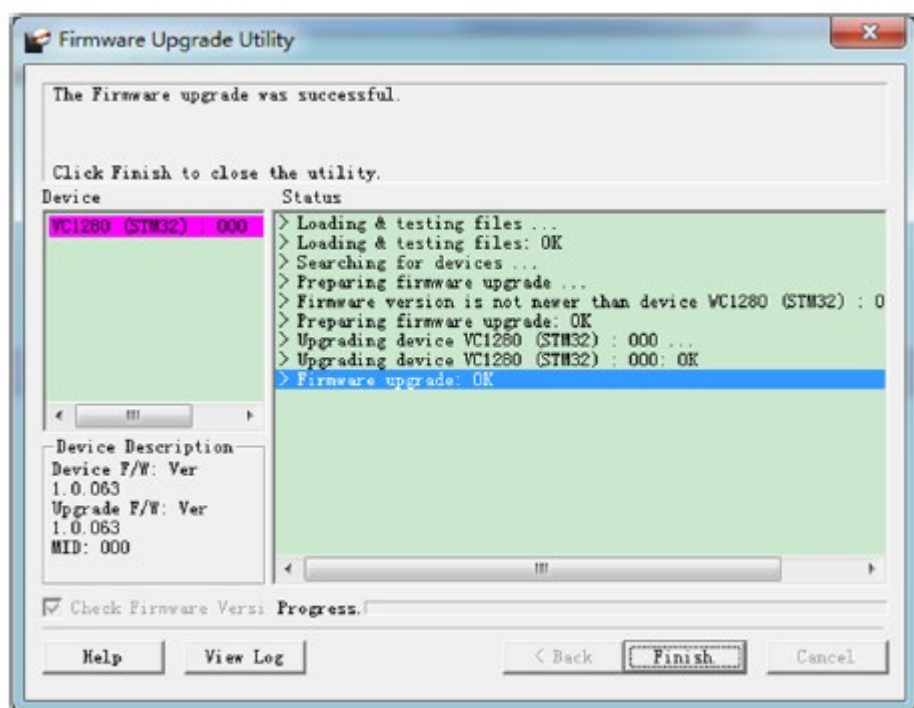 Firmware Upgrade Utility
The Firmware upgrade was successful.
Click Finish to close the utility.
Device
Status
VC1280 (STM32) : 000
> Loading & testing files ...
> Loading & testing files: OK
> Searching for devices ...
> Preparing firmware upgrade ...
> Firmware version is not newer than device VC1280 (STM32) : 0
> Preparing firmware upgrade: OK
> Upgrading device VC1280 (STM32) : 000 ...
> Upgrading device VC1280 (STM32) : 000: OK
> Firmware upgrade: OK
Device Description
Device F/W: Ver
1.0.063
Upgrade F/W: Ver
1.0.063
MID: 000
Check Firmware Versi
Progress.
Help
View Log
< Back
Finish
Cancel